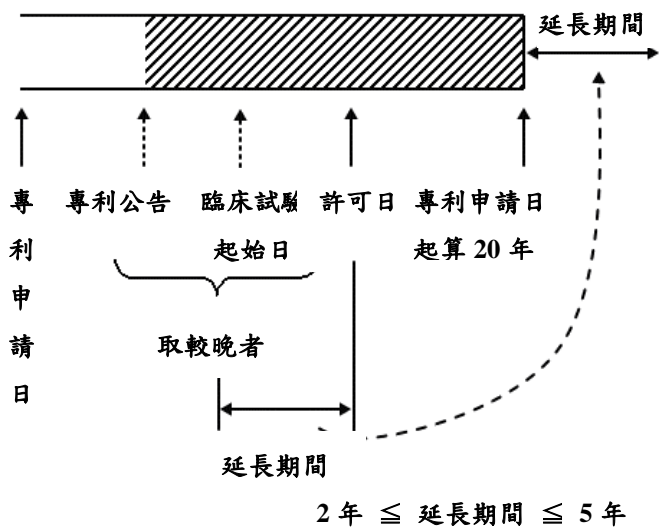 延長期間
專利申請日
專利公告
臨床試驗
起始日
許可日
專利申請日
起算 20 年
取較晚者
延長期間
2 年 ≦ 延長期間 ≦ 5 年